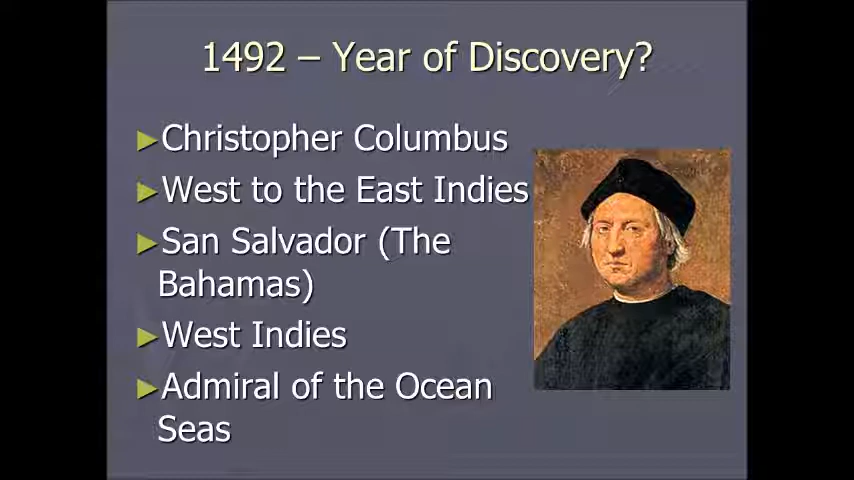 1492 – Year of Discovery?
►Christopher Columbus
►West to the East Indies
►San Salvador (The
Bahamas)
►West Indies
►Admiral of the Ocean
Seas